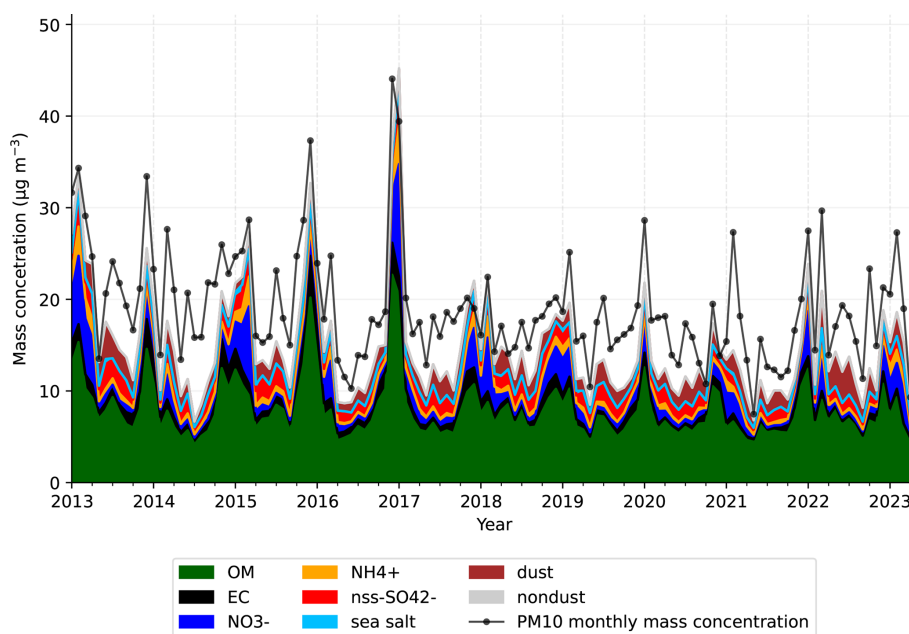 50
40
30
20
10
0
Mass concetration (µg m⁻³)
2013 2014 2015 2016 2017 2018 2019 2020 2021 2022 2023
Year
OM NH4+ dust
EC nss-SO42- nondust
NO3- sea salt PM10 monthly mass concentration